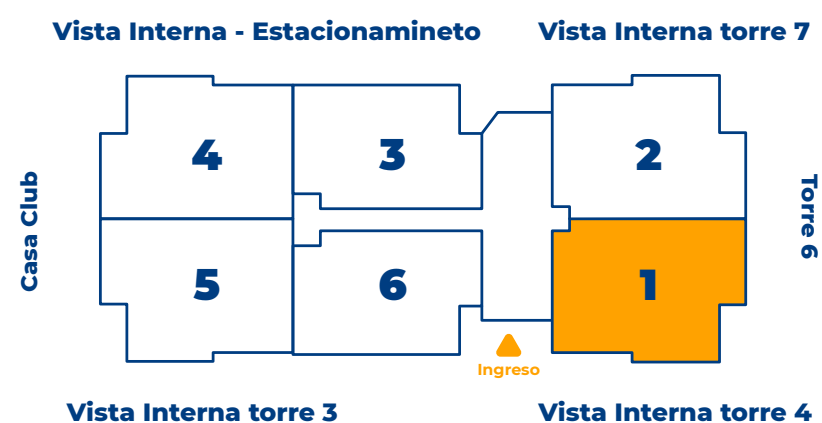 Vista Interna - Estacionamineto
Vista Interna torre 7
4
3
2
Casa Club
Torre 6
5
6
1
Ingreso
Vista Interna torre 3
Vista Interna torre 4